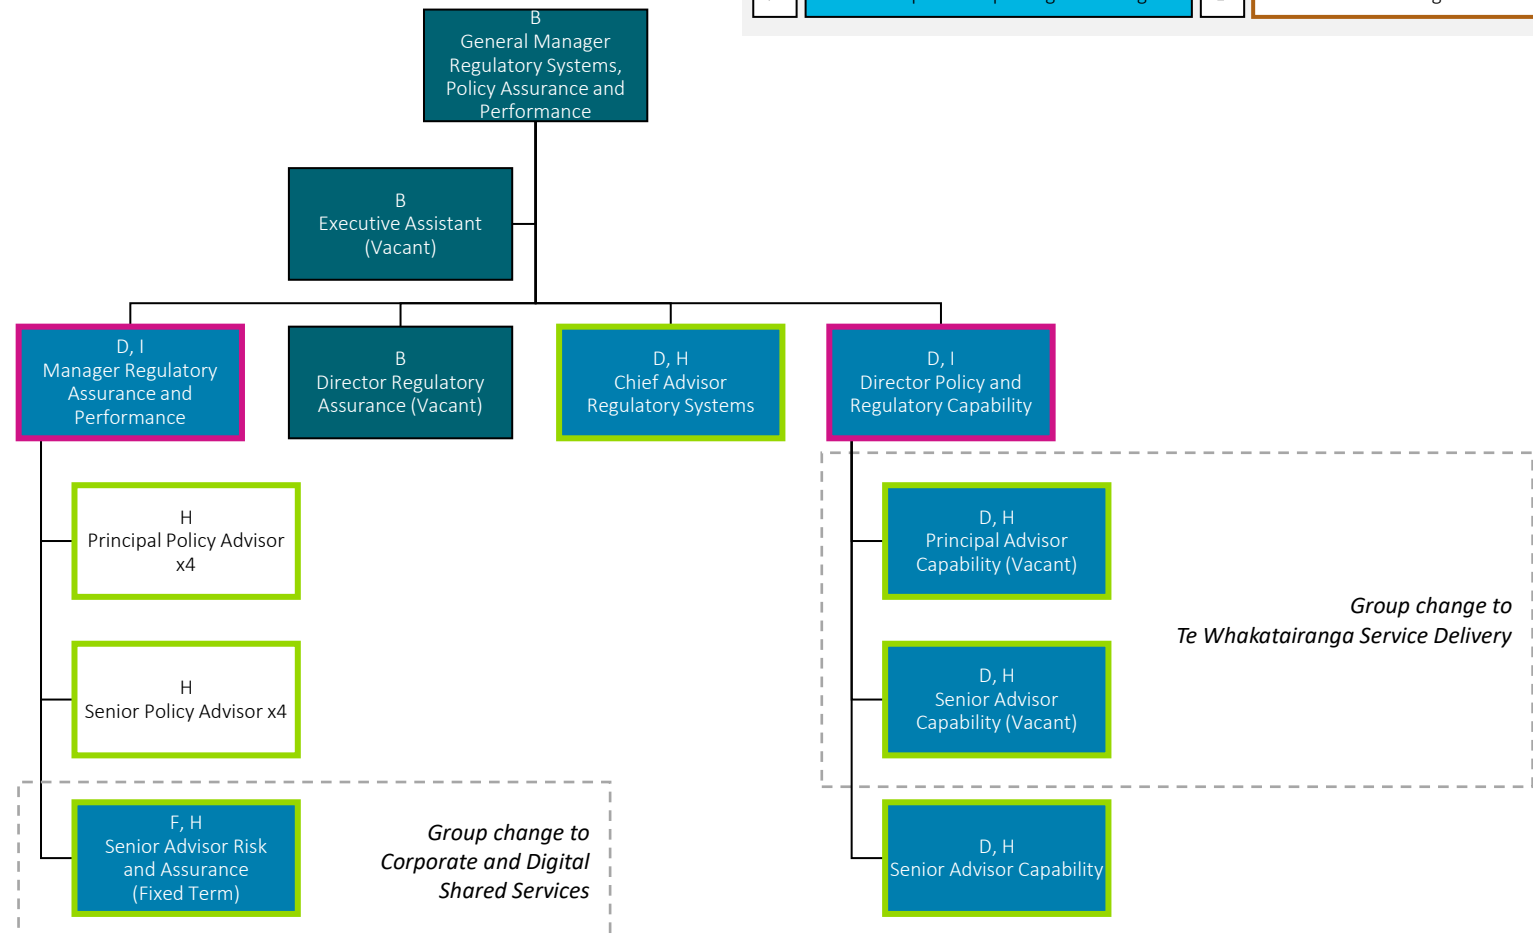 B
General Manager
Regulatory Systems,
Policy Assurance and
Performance
B
Executive Assistant
(Vacant)
D, I
Manager Regulatory
Assurance and
Performance
B
Director Regulatory
Assurance (Vacant)
D, H
Chief Advisor
Regulatory Systems
D, I
Director Policy and
Regulatory Capability
H
Principal Policy Advisor
x4
H
Senior Policy Advisor x4
F, H
Senior Advisor Risk
and Assurance
(Fixed Term)
Group change to
Corporate and Digital
Shared Services
D, H
Principal Advisor
Capability (Vacant)
D, H
Senior Advisor
Capability (Vacant)
Group change to
Te Whakatairanga Service Delivery
D, H
Senior Advisor Capability